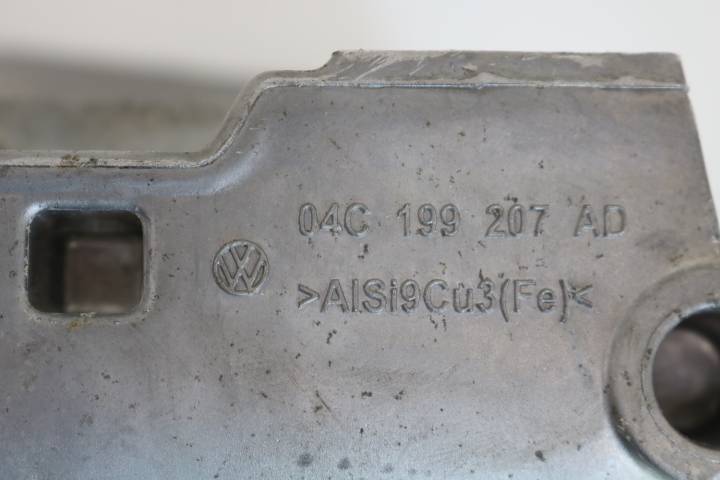 04C 199 207 AD
VW
>AlSi9Cu3(Fe)<